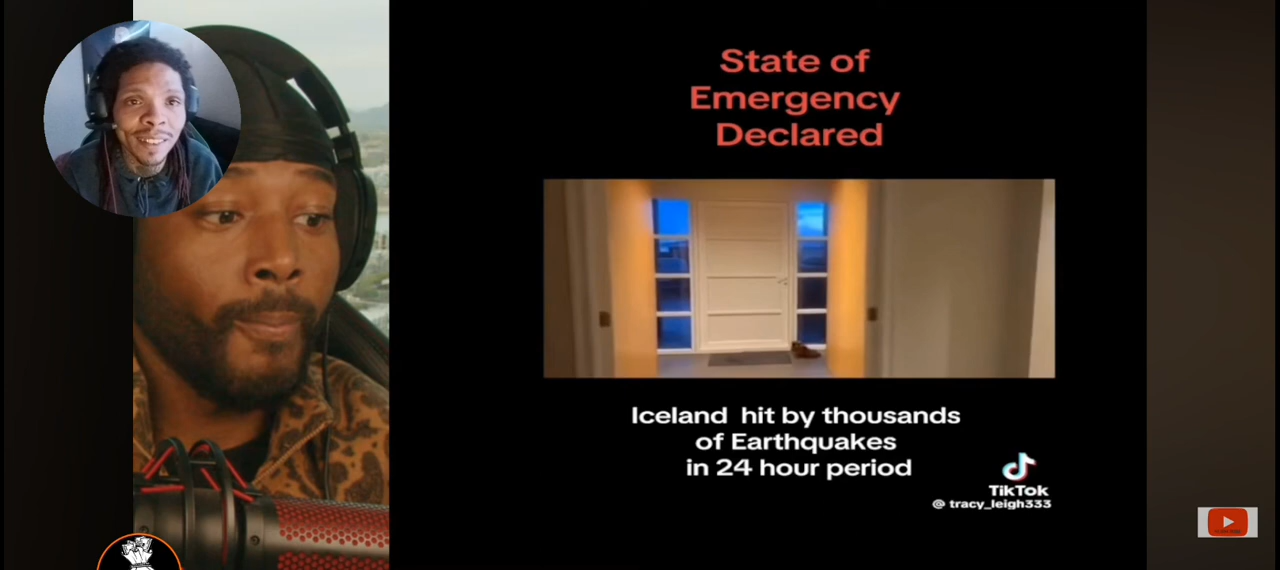 State of
Emergency
Declared
Iceland hit by thousands
of Earthquakes
in 24 hour period
TikTok
@ tracy_leigh333